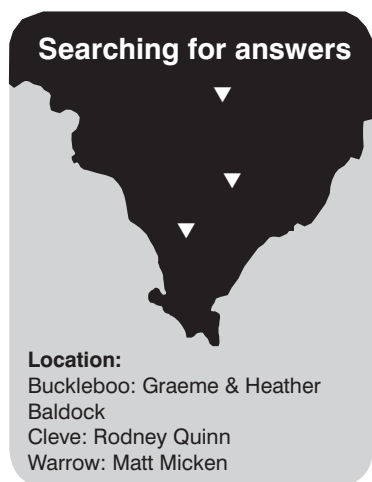 Searching for answers
Location:
Buckleboo: Graeme & Heather
Baldock
Cleve: Rodney Quinn
Warrow: Matt Micken